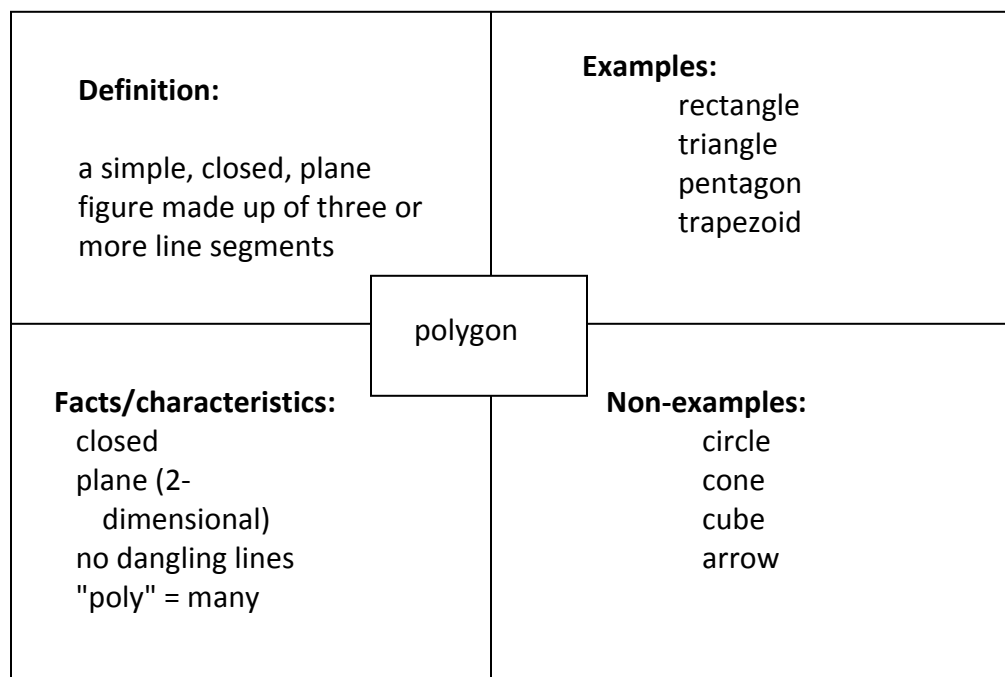 Definition:
a simple, closed, plane
figure made up of three or
more line segments
Examples:
rectangle
triangle
pentagon
trapezoid
polygon
Facts/characteristics:
closed
plane (2-
dimensional)
no dangling lines
"poly" = many
Non-examples:
circle
cone
cube
arrow